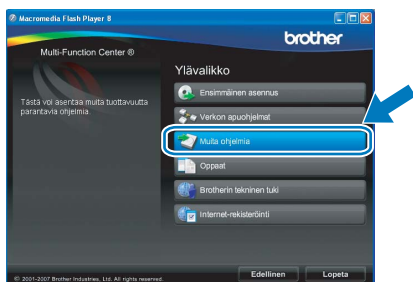 Macromedia Flash Player 8
brother
Multi-Function Center ®
Ylävalikko
Tästä voi asentaa muita tuottavuutta
parantavia ohjelmia.
Ensimmäinen asennus
Verkon apuohjelmat
Muita ohjelmia
Oppaat
Brotherin tekninen tuki
Internet-rekisteröinti
© 2001-2007 Brother Industries, Ltd. All rights reserved.
Edellinen
Lopeta